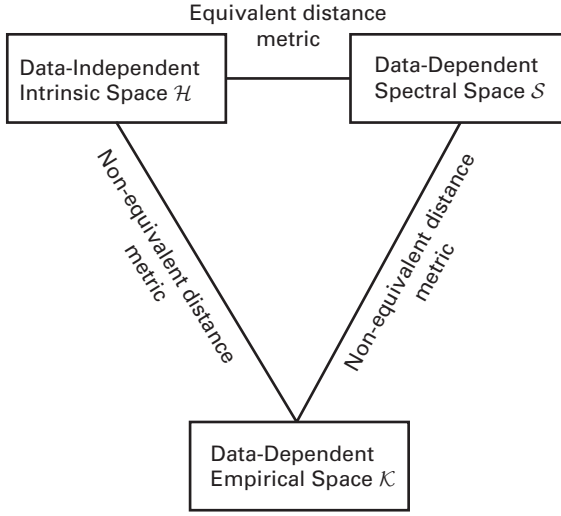 Equivalent distance
metric
Data-Independent
Intrinsic Space ℋ
Data-Dependent
Spectral Space 𝒮
Non-equivalent distance
metric
Non-equivalent distance
metric
Data-Dependent
Empirical Space 𝒦